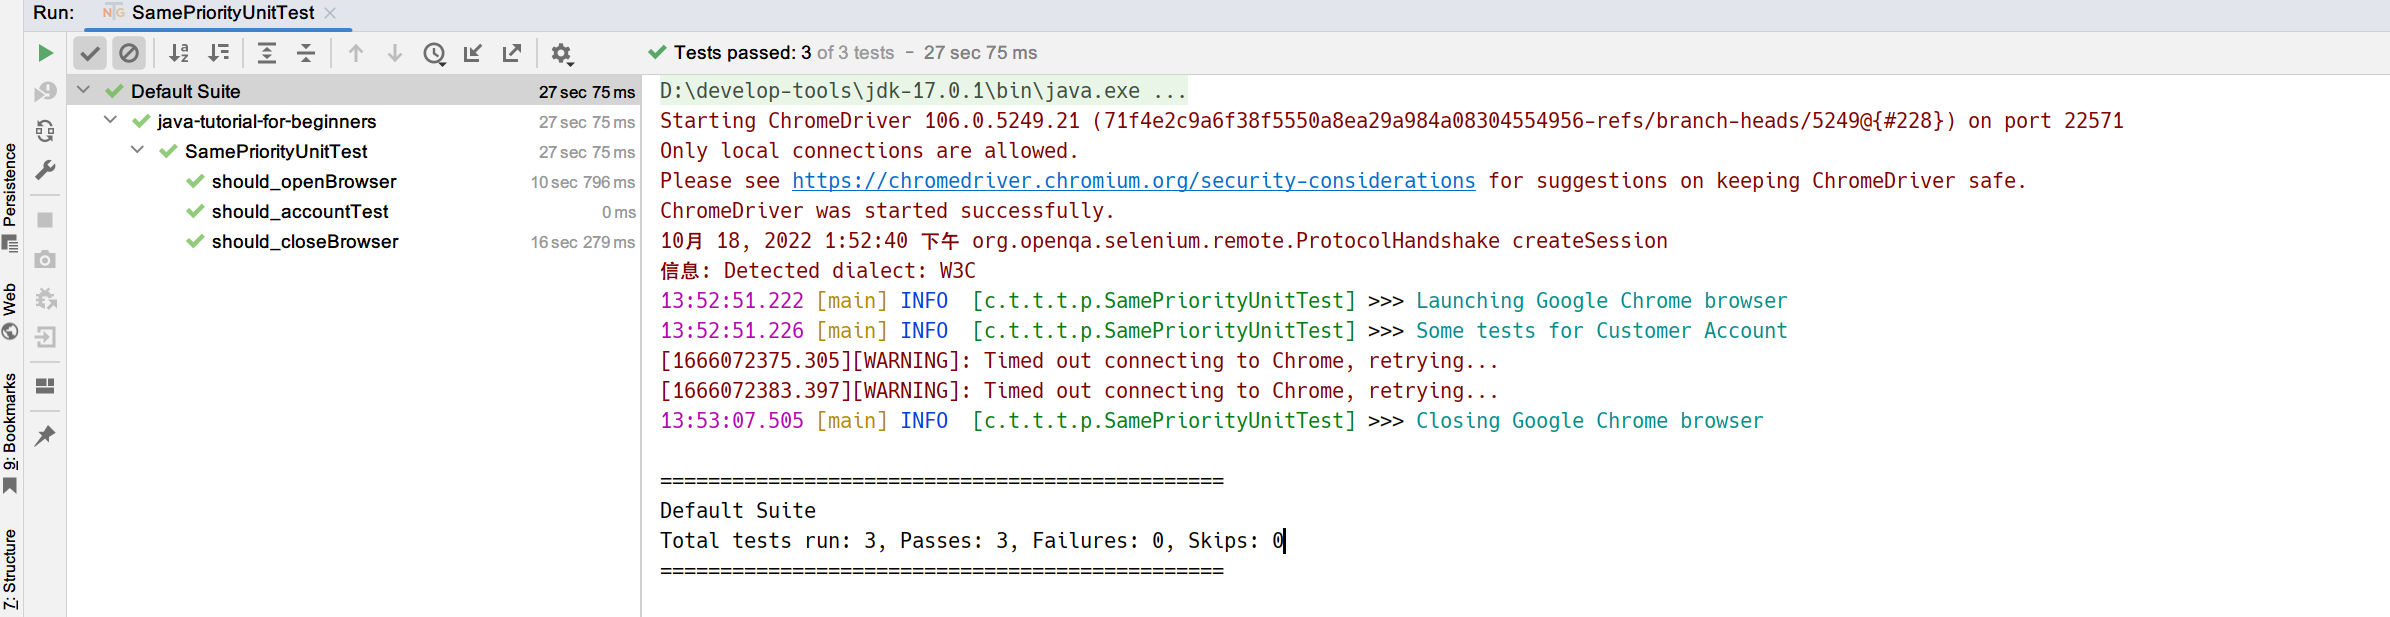 Run: SamePriorityUnitTest
Tests passed: 3 of 3 tests – 27 sec 75 ms
Default Suite 27 sec 75 ms
java-tutorial-for-beginners 27 sec 75 ms
SamePriorityUnitTest 27 sec 75 ms
should_openBrowser 10 sec 796 ms
should_accountTest 0 ms
should_closeBrowser 16 sec 279 ms
Persistence
Web
9: Bookmarks
7: Structure
D:\develop-tools\jdk-17.0.1\bin\java.exe ...
Starting ChromeDriver 106.0.5249.21 (71f4e2c9a6f38f5550a8ea29a984a08304554956-refs/branch-heads/5249@{#228}) on port 22571
Only local connections are allowed.
Please see https://chromedriver.chromium.org/security-considerations for suggestions on keeping ChromeDriver safe.
ChromeDriver was started successfully.
10月 18, 2022 1:52:40 下午 org.openqa.selenium.remote.ProtocolHandshake createSession
信息: Detected dialect: W3C
13:52:51.222 [main] INFO  [c.t.t.t.p.SamePriorityUnitTest] >>> Launching Google Chrome browser
13:52:51.226 [main] INFO  [c.t.t.t.p.SamePriorityUnitTest] >>> Some tests for Customer Account
[1666072375.305][WARNING]: Timed out connecting to Chrome, retrying...
[1666072383.397][WARNING]: Timed out connecting to Chrome, retrying...
13:53:07.505 [main] INFO  [c.t.t.t.p.SamePriorityUnitTest] >>> Closing Google Chrome browser
===============================================
Default Suite
Total tests run: 3, Passes: 3, Failures: 0, Skips: 0
===============================================